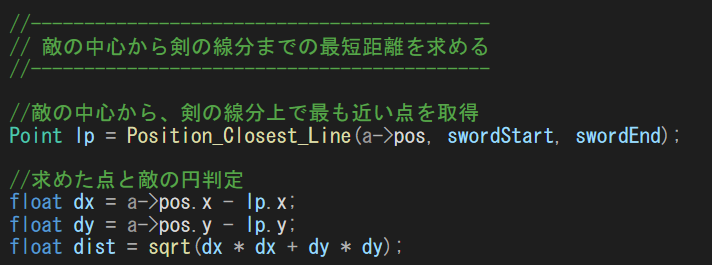 //-------------------------------------------
// 敵の中心から剣の線分までの最短距離を求める
//-------------------------------------------
//敵の中心から、剣の線分上で最も近い点を取得
Point lp = Position_Closest_Line(a->pos, swordStart, swordEnd);
//求めた点と敵の円判定
float dx = a->pos.x - lp.x;
float dy = a->pos.y - lp.y;
float dist = sqrt(dx * dx + dy * dy);